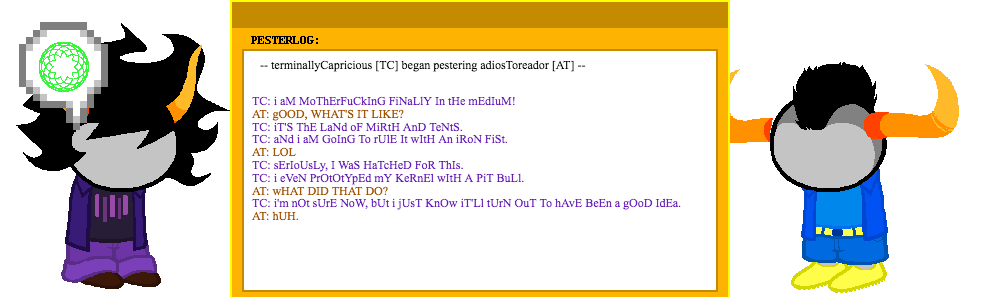 PESTERLOG:
-- terminallyCapricious [TC] began pestering adiosToreador [AT] --
TC: i aM MoThErFuCkInG FiNaLlY In tHe mEdIuM!
AT: gOOD, WHAT'S IT LIKE?
TC: iT'S ThE LaNd oF MiRtH AnD TeNtS.
TC: aNd i aM GoInG To rUlE It wItH An iRoN FiSt.
AT: LOL
TC: sErIoUsLy, I WaS HaTcHeD FoR ThIs.
TC: i eVeN PrOtOtYpEd mY KeRnEl wItH A PiT BuLl.
AT: wHAT DID THAT DO?
TC: i'm nOt sUrE NoW, bUt i jUsT KnOw iT'Ll tUrN OuT To hAvE BeEn a gOoD IdEa.
AT: hUH.